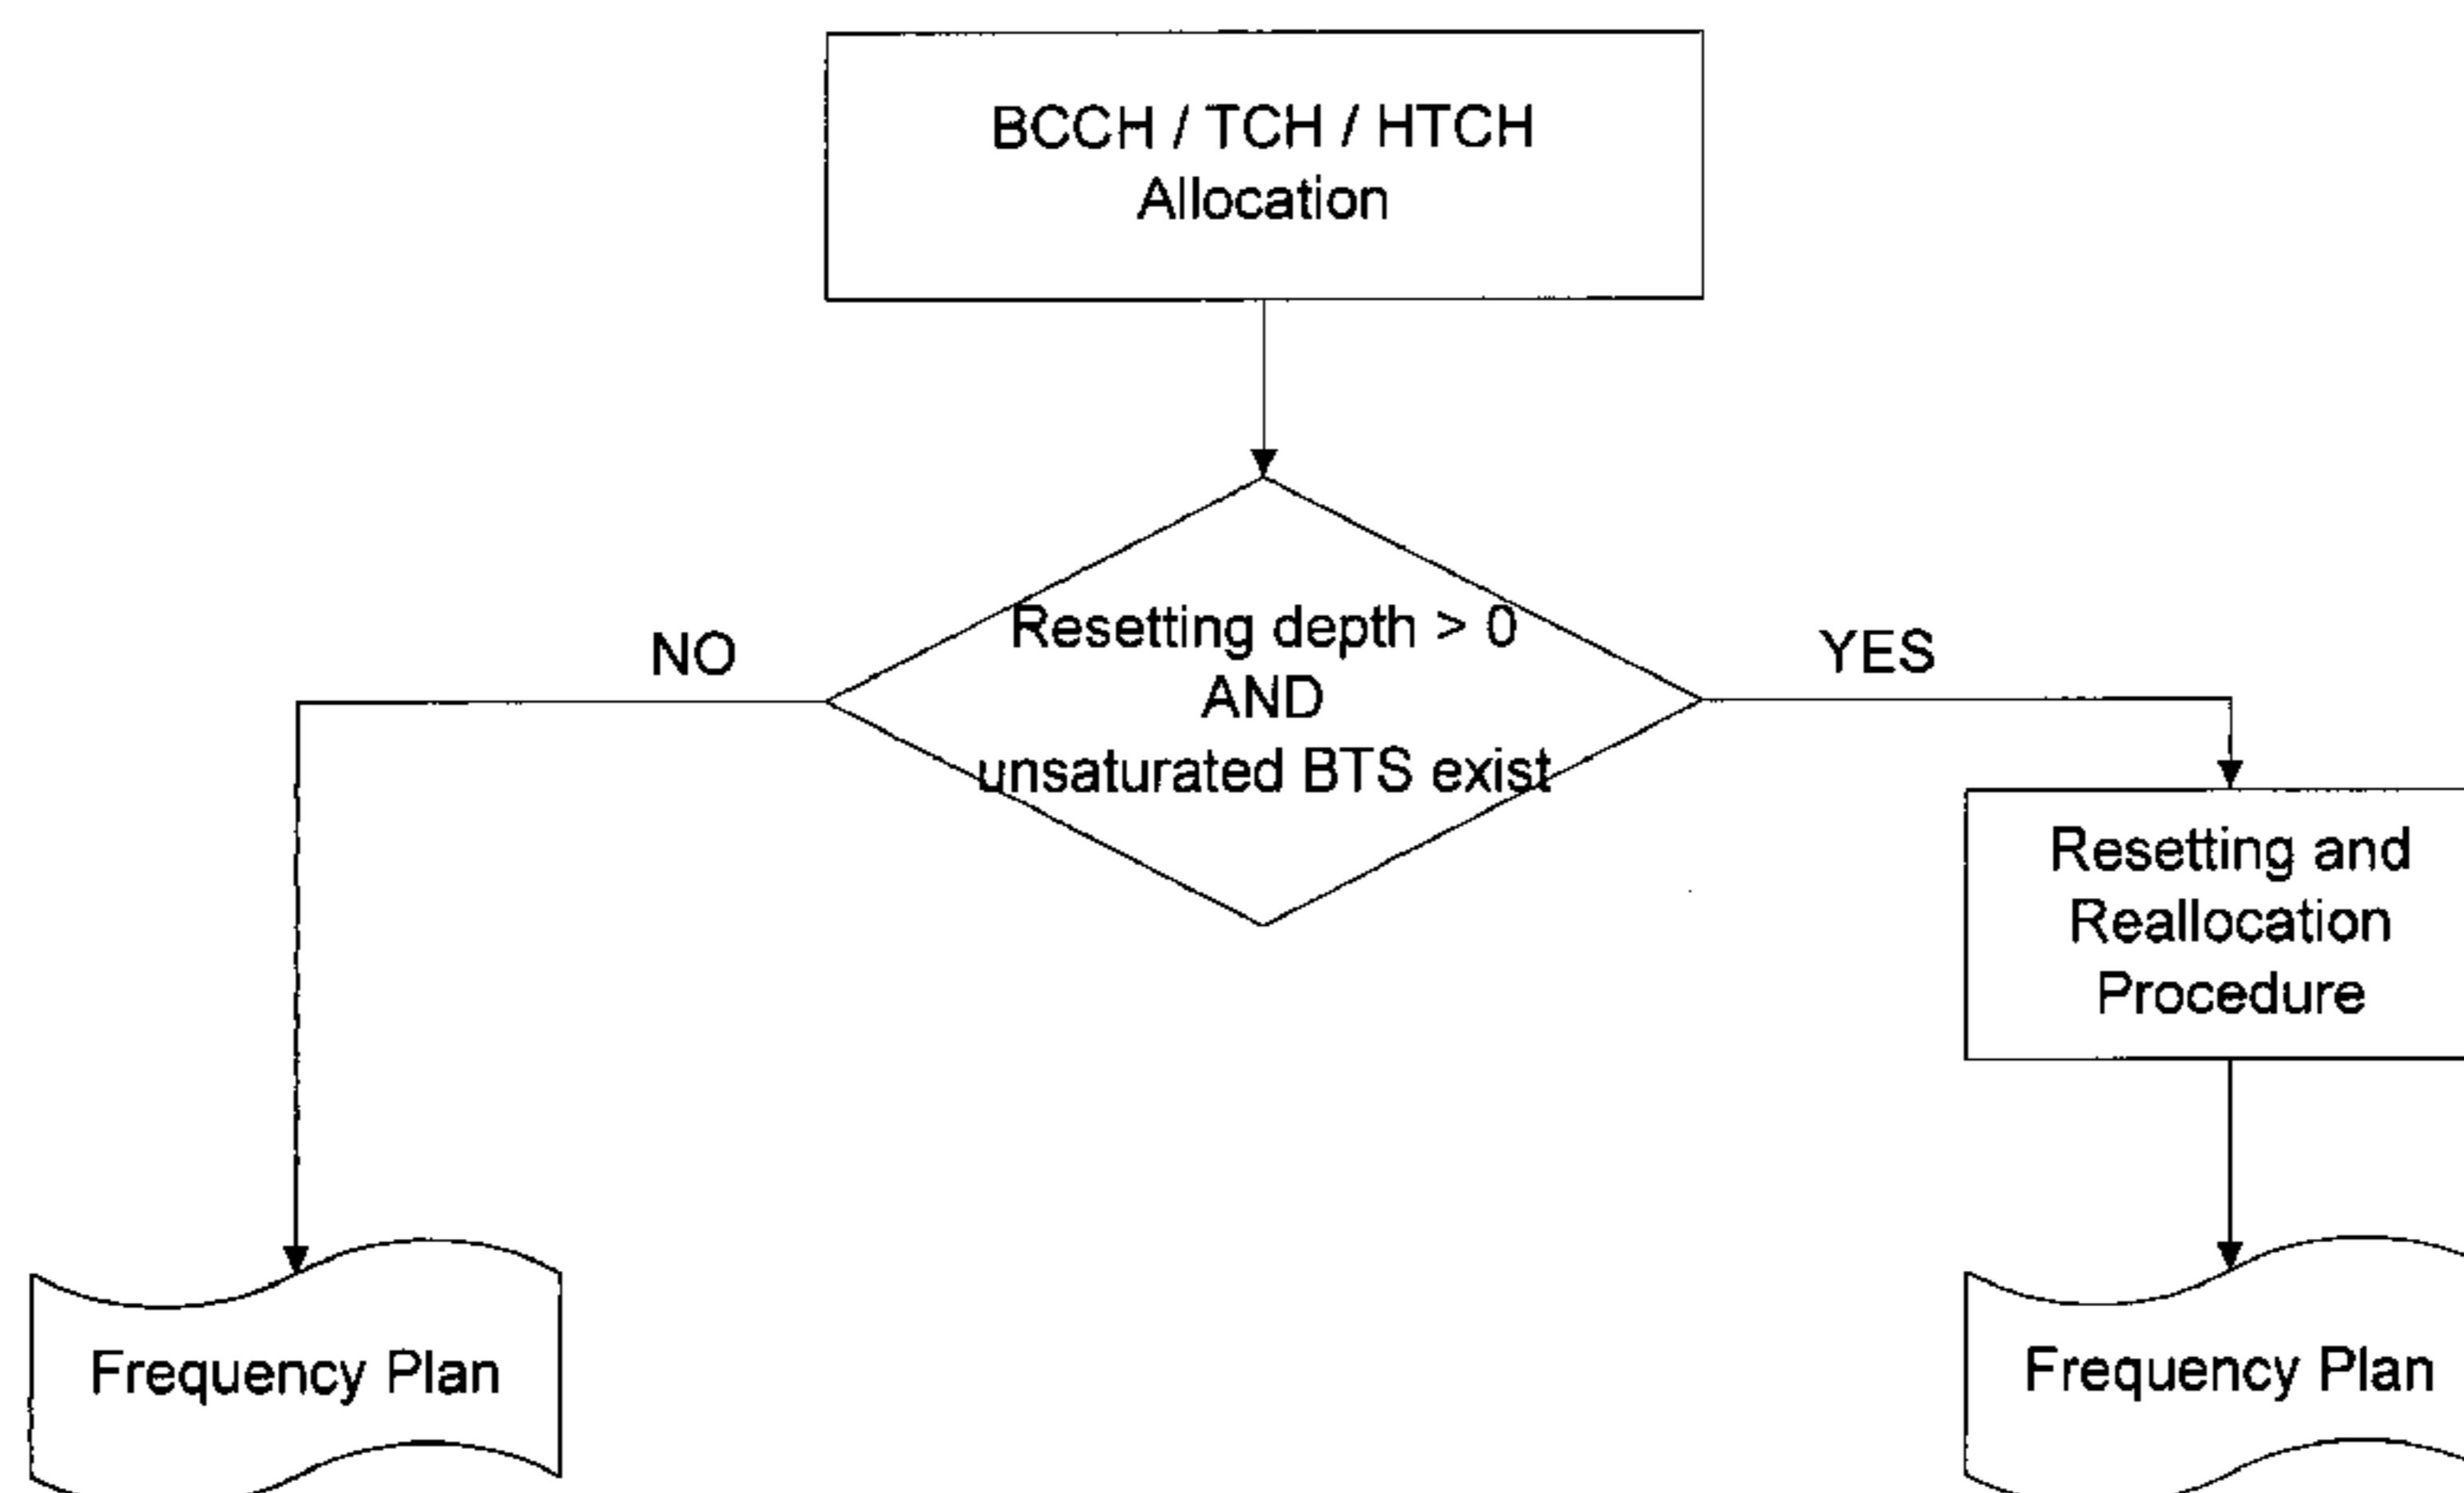 BCCH / TCH / HTCH
Allocation
Resetting depth > 0
AND
unsaturated BTS exist
NO
YES
Resetting and
Reallocation
Procedure
Frequency Plan
Frequency Plan